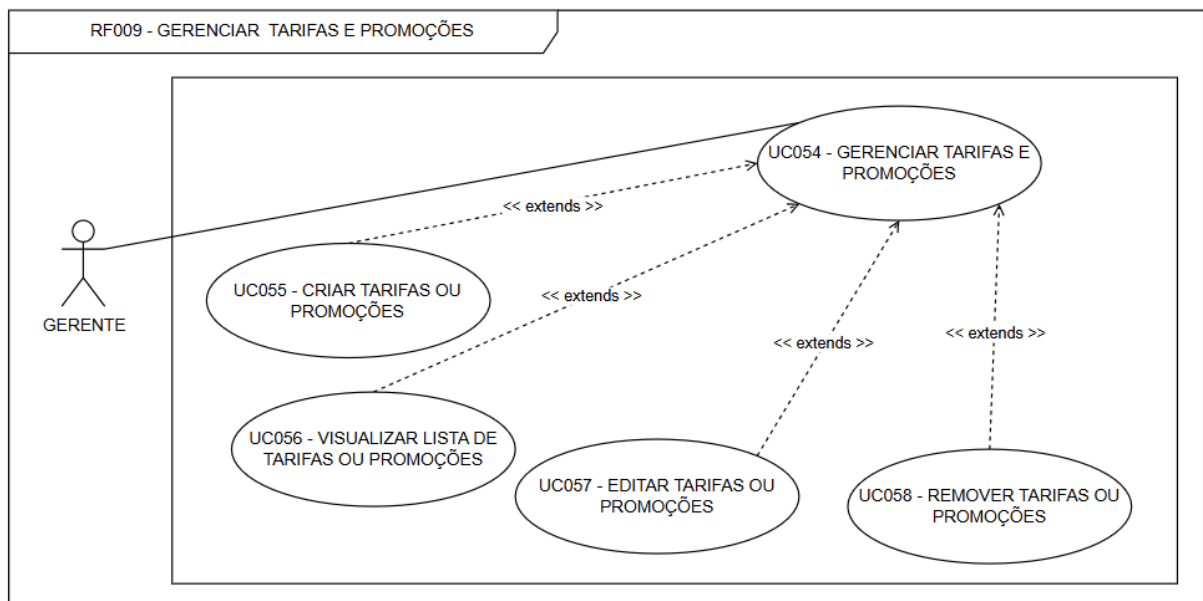 RF009 - GERENCIAR TARIFAS E PROMOÇÕES
UC054 - GERENCIAR TARIFAS E
PROMOÇÕES
<< extends >>
GERENTE
UC055 - CRIAR TARIFAS OU
PROMOÇÕES
<< extends >>
<< extends >>
<< extends >>
UC056 - VISUALIZAR LISTA DE
TARIFAS OU PROMOÇÕES
UC057 - EDITAR TARIFAS OU
PROMOÇÕES
UC058 - REMOVER TARIFAS OU
PROMOÇÕES